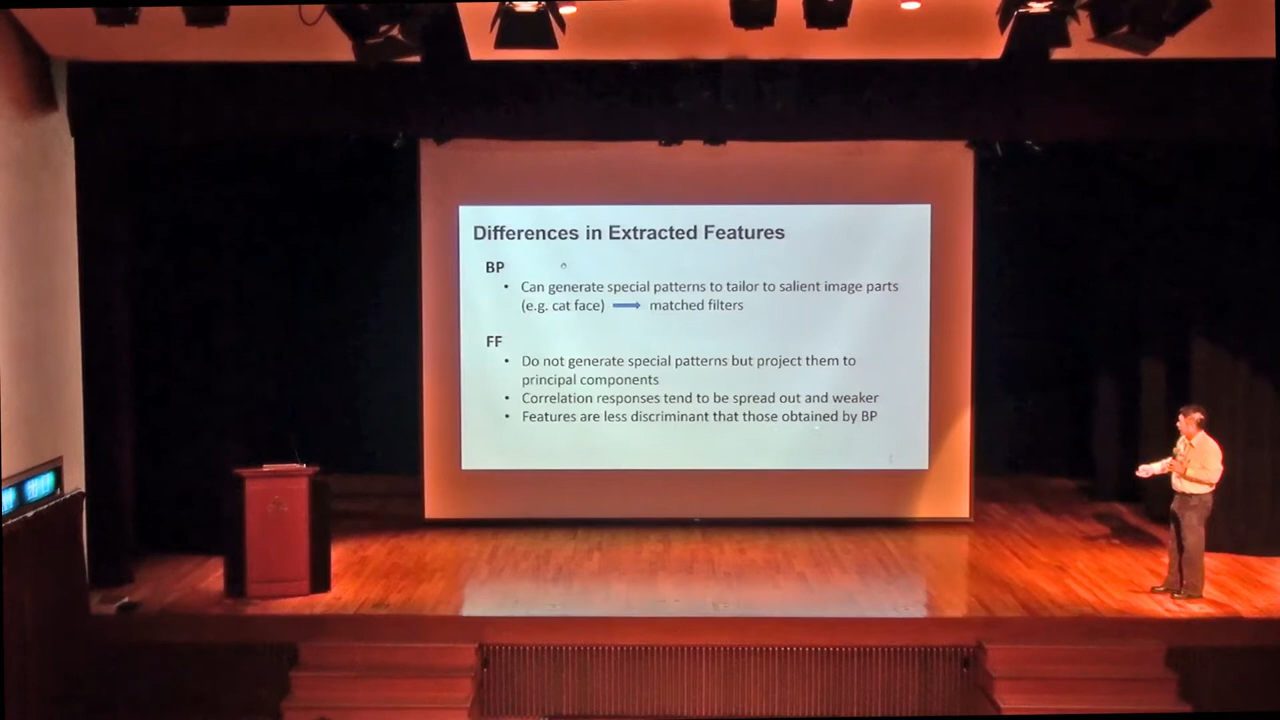 Differences in Extracted Features
BP
• Can generate special patterns to tailor to salient image parts
(e.g. cat face) ⟶ matched filters
FF
• Do not generate special patterns but project them to
principal components
• Correlation responses tend to be spread out and weaker
• Features are less discriminant that those obtained by BP